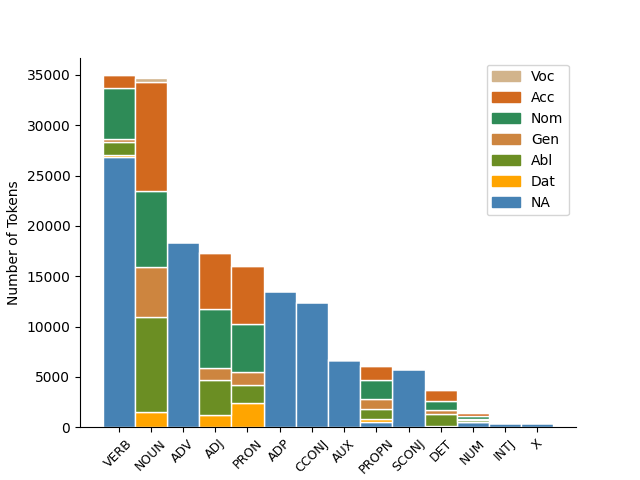 35000
30000
25000
20000
15000
10000
5000
0
Number of Tokens
VERB
NOUN
ADV
ADJ
PRON
ADP
CCONJ
AUX
PROPN
SCONJ
DET
NUM
INTJ
X
Voc
Acc
Nom
Gen
Abl
Dat
NA